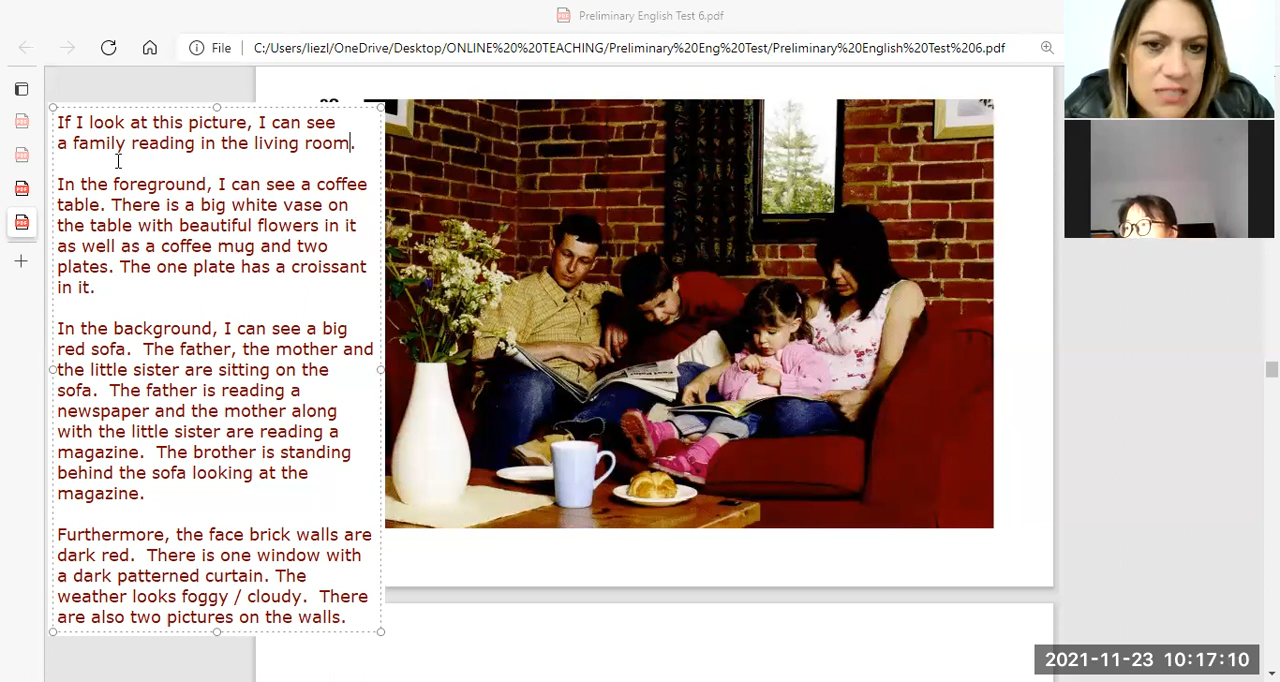 Preliminary English Test 6.pdf
File C:/Users/liezl/OneDrive/Desktop/ONLINE%20%20TEACHING/Preliminary%20Eng%20Test/Preliminary%20English%20Test%206.pdf
If I look at this picture, I can see
a family reading in the living room.
In the foreground, I can see a coffee
table. There is a big white vase on
the table with beautiful flowers in it
as well as a coffee mug and two
plates. The one plate has a croissant
in it.
In the background, I can see a big
red sofa.  The father, the mother and
the little sister are sitting on the
sofa.  The father is reading a
newspaper and the mother along
with the little sister are reading a
magazine.  The brother is standing
behind the sofa looking at the
magazine.
Furthermore, the face brick walls are
dark red.  There is one window with
a dark patterned curtain. The
weather looks foggy / cloudy.  There
are also two pictures on the walls.
2021-11-23 10:17:10